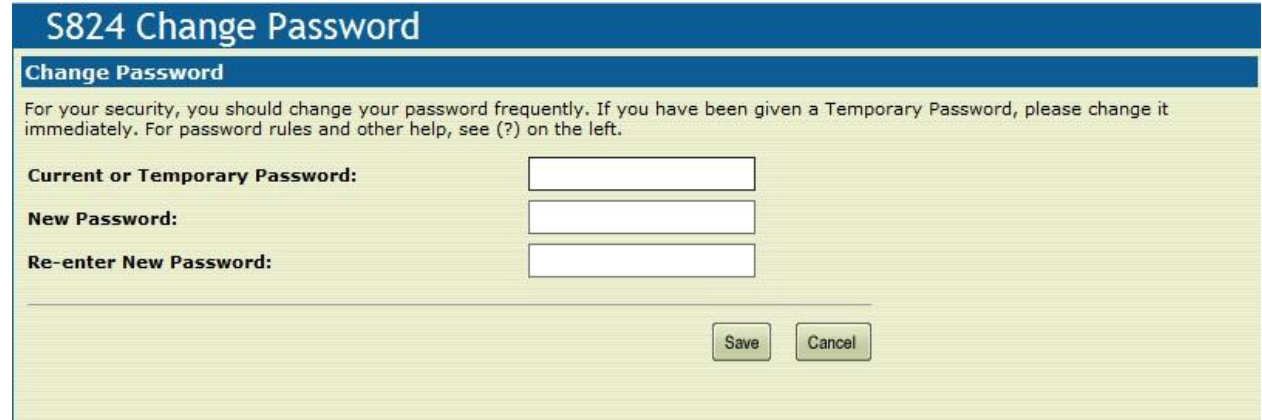 S824 Change Password
Change Password
For your security, you should change your password frequently. If you have been given a Temporary Password, please change it
immediately. For password rules and other help, see (?) on the left.
Current or Temporary Password:
New Password:
Re-enter New Password:
Save Cancel